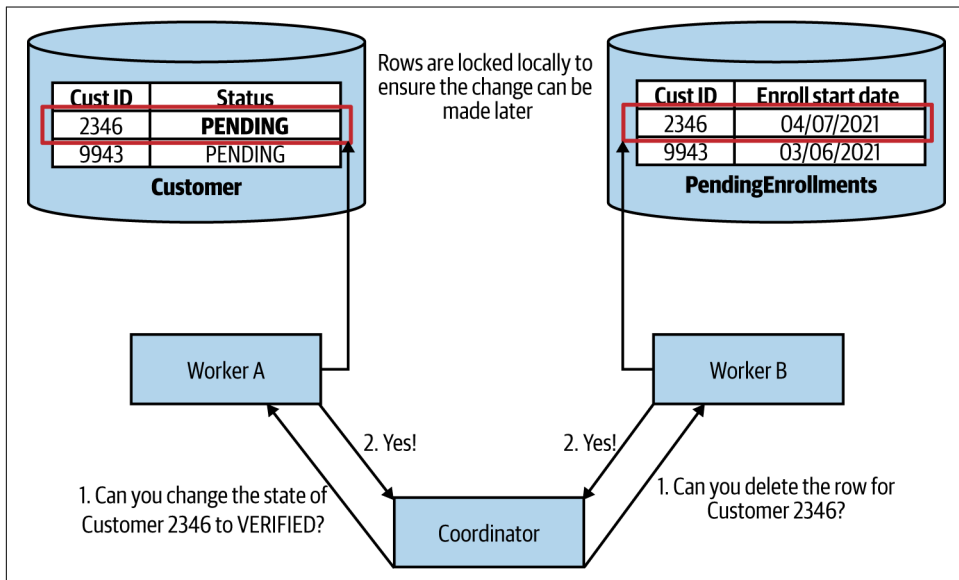 Cust ID Status
2346 PENDING
9943 PENDING
Customer
Rows are locked locally to
ensure the change can be
made later
Cust ID Enroll start date
2346 04/07/2021
9943 03/06/2021
PendingEnrollments
Worker A
Worker B
2. Yes!
2. Yes!
1. Can you change the state of
Customer 2346 to VERIFIED?
Coordinator
1. Can you delete the row for
Customer 2346?